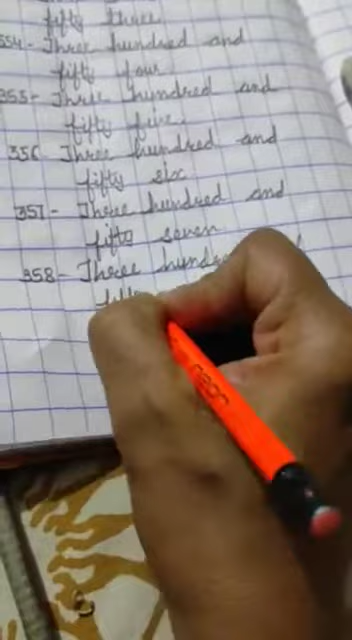 fifty three
354- Three hundred and
fifty four
355- Three hundred and
fifty five.
356- Three hundred and
fifty six
357- Three hundred and
fifty seven
358- Three
neon